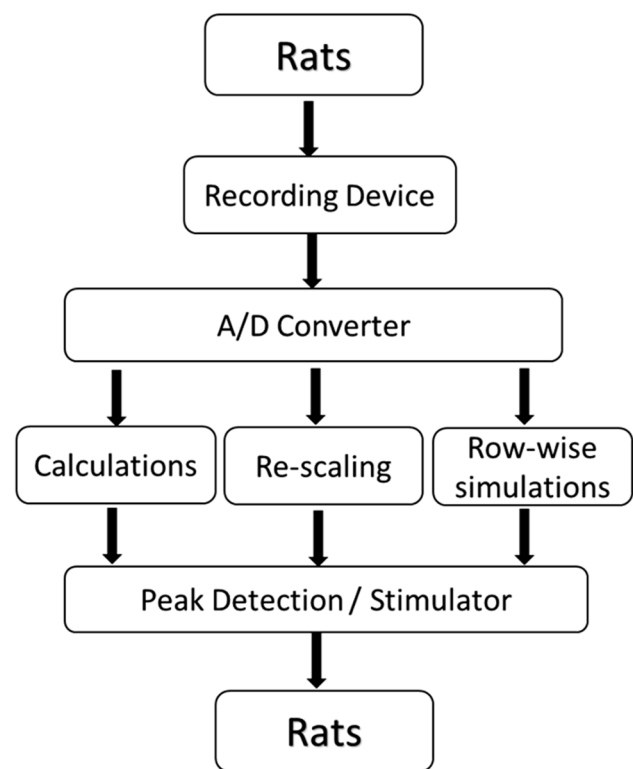 Rats
Recording Device
A/D Converter
Calculations
Re-scaling
Row-wise
simulations
Peak Detection / Stimulator
Rats